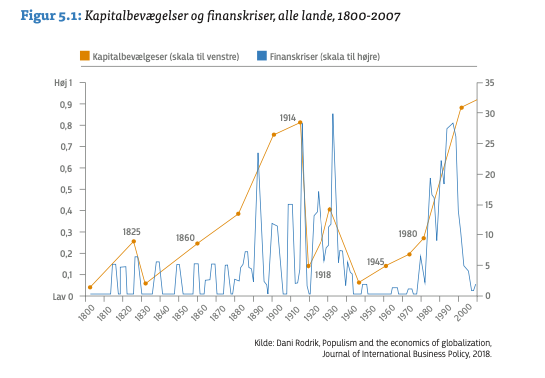 Figur 5.1: Kapitalbevægelser og finanskriser, alle lande, 1800-2007
Kapitalbevælgeser (skala til venstre) Finanskriser (skala til højre)
Høj 1 35
0,9 30
0,8
0,7 25
0,6 20
0,5
0,4 15
0,3 10
0,2
0,1 5
Lav 0 0
1914
1825
1860
1980
1945
1918
1800 1810 1820 1830 1840 1850 1860 1870 1880 1890 1900 1910 1920 1930 1940 1950 1960 1970 1980 1990 2000
Kilde: Dani Rodrik, Populism and the economics of globalization,
Journal of International Business Policy, 2018.